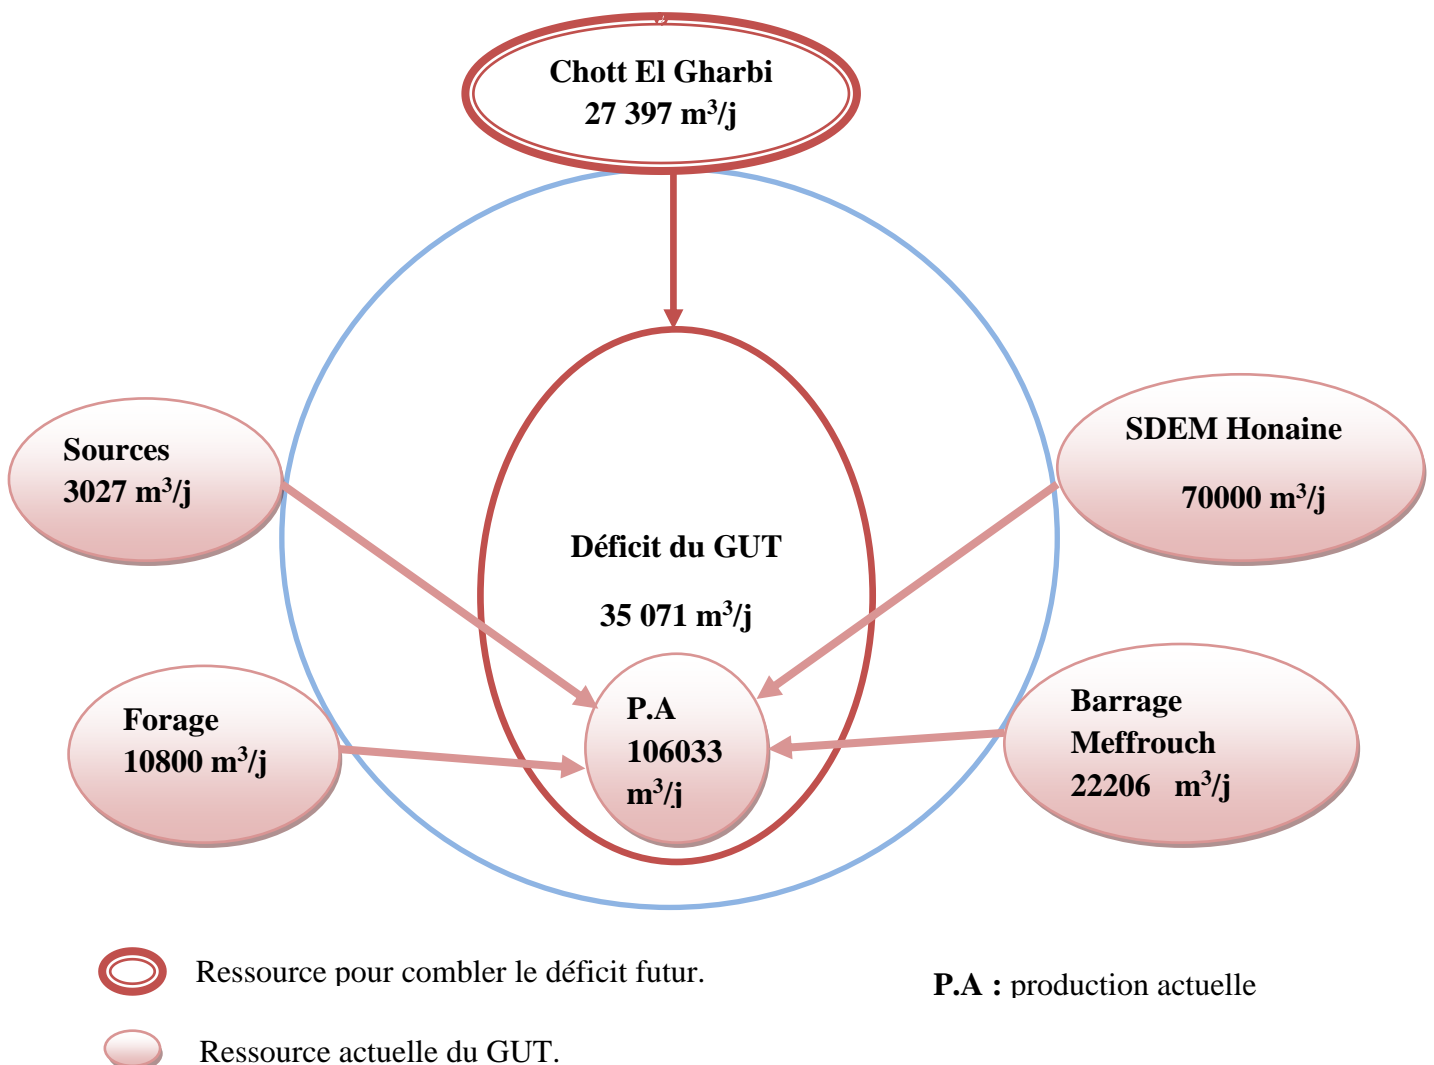 Chott El Gharbi
27 397 m³/j
Sources
3027 m³/j
SDEM Honaine
70000 m³/j
Déficit du GUT
35 071 m³/j
Forage
10800 m³/j
P.A
106033
m³/j
Barrage
Meffrouch
22206 m³/j
Ressource pour combler le déficit futur.
P.A : production actuelle
Ressource actuelle du GUT.